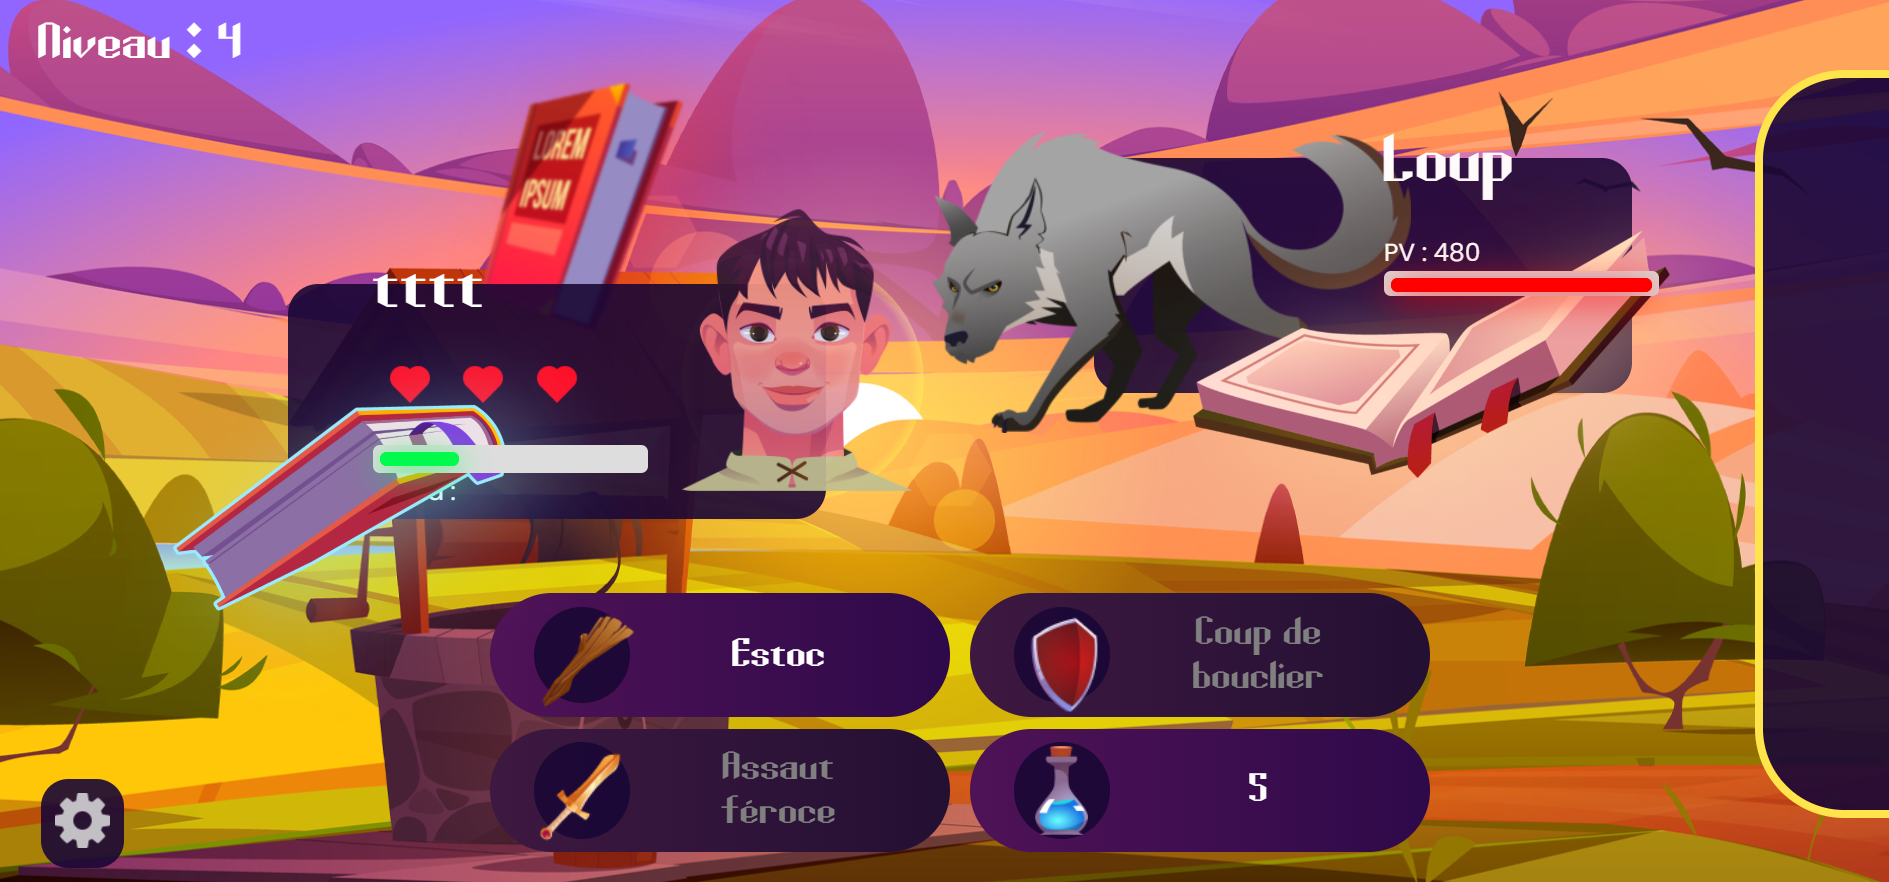 Niveau : 4
LOREM
IPSUM
tttt
Loup
PV : 480
Estoc
Coup de
bouclier
Assaut
féroce
5